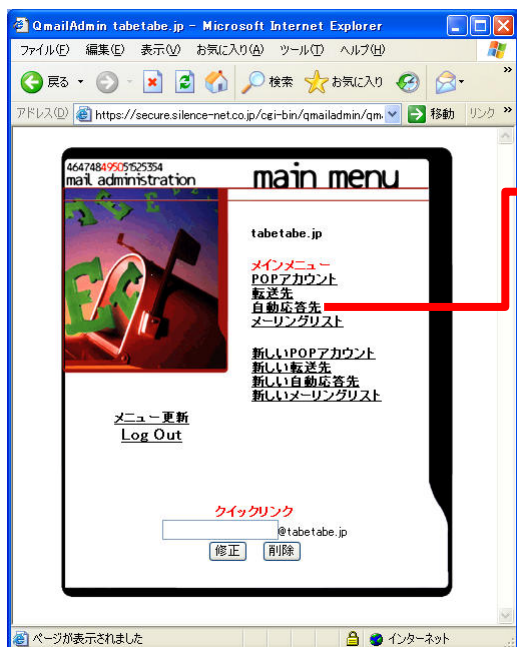 QmailAdmin tabetabe.jp - Microsoft Internet Explorer
ファイル(F) 編集(E) 表示(V) お気に入り(A) ツール(T) ヘルプ(H)
戻る 検索 お気に入り »
アドレス(D) https://secure.silence-net.co.jp/cgi-bin/qmailadmin/qm 移動 リンク »
464748495051525354
mail administration
main menu
tabetabe.jp
メインメニュー
POPアカウント
転送先
自動応答先
メーリングリスト
新しいPOPアカウント
新しい転送先
新しい自動応答先
新しいメーリングリスト
メニュー更新
Log Out
クイックリンク
@tabetabe.jp
修正 削除
ページが表示されました インターネット